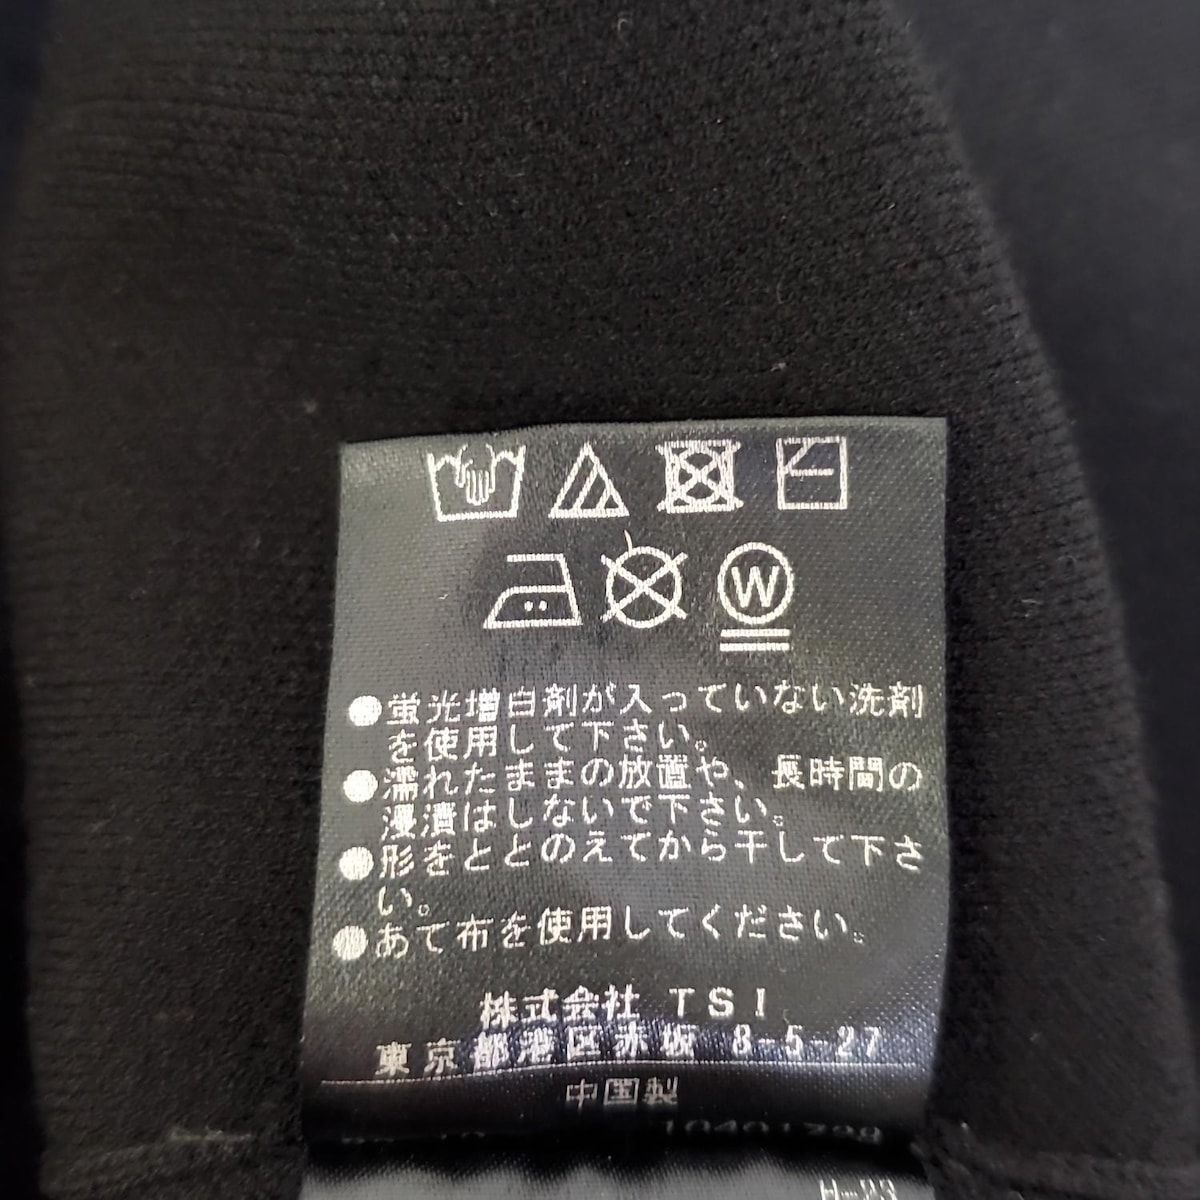 W
●蛍光増白剤が入っていない洗剤
を使用して下さい。
●濡れたままの放置や、長時間の
浸漬はしないで下さい。
●形をととのえてから干して下さ
い。
●あて布を使用してください。
株式会社 TSI
東京都港区赤坂 8-5-27
中国製
H-23